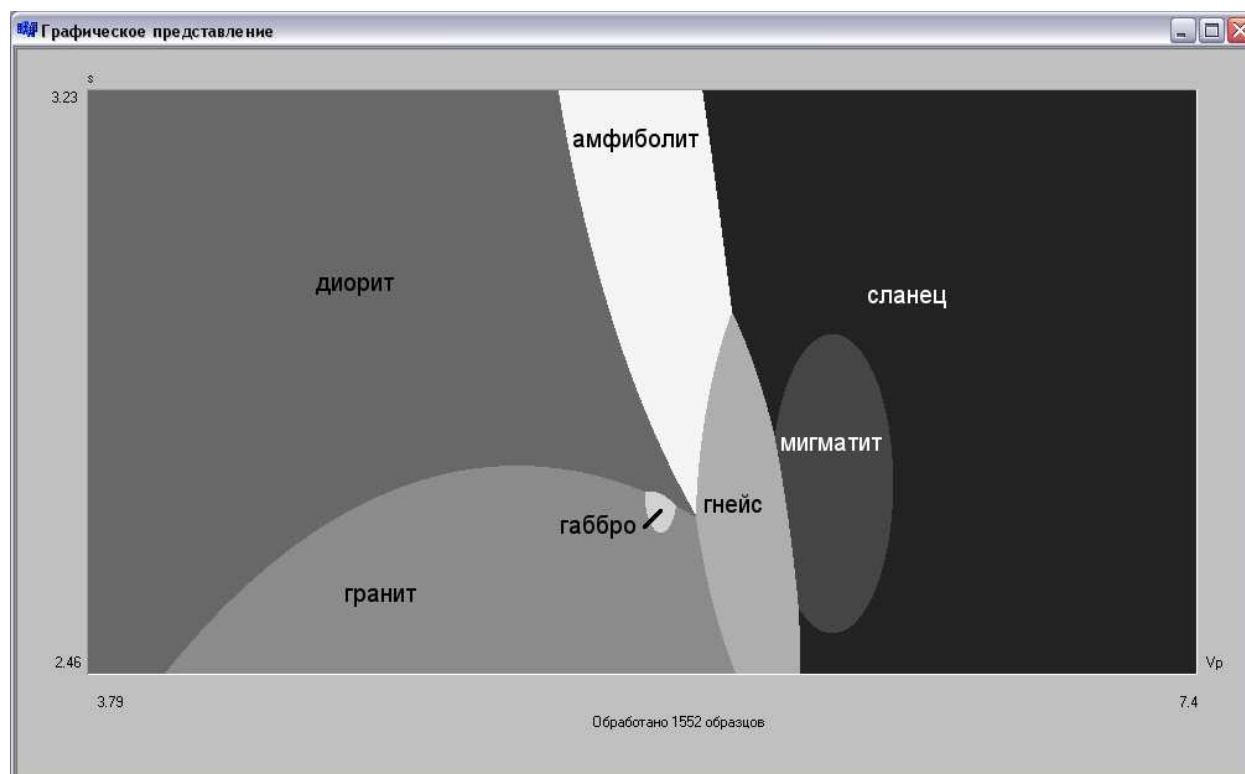 Графическое представление
s
3.23
амфиболит
диорит
сланец
мигматит
гнейс
габбро
гранит
2.46
Vp
3.79
7.4
Обработано 1552 образцов